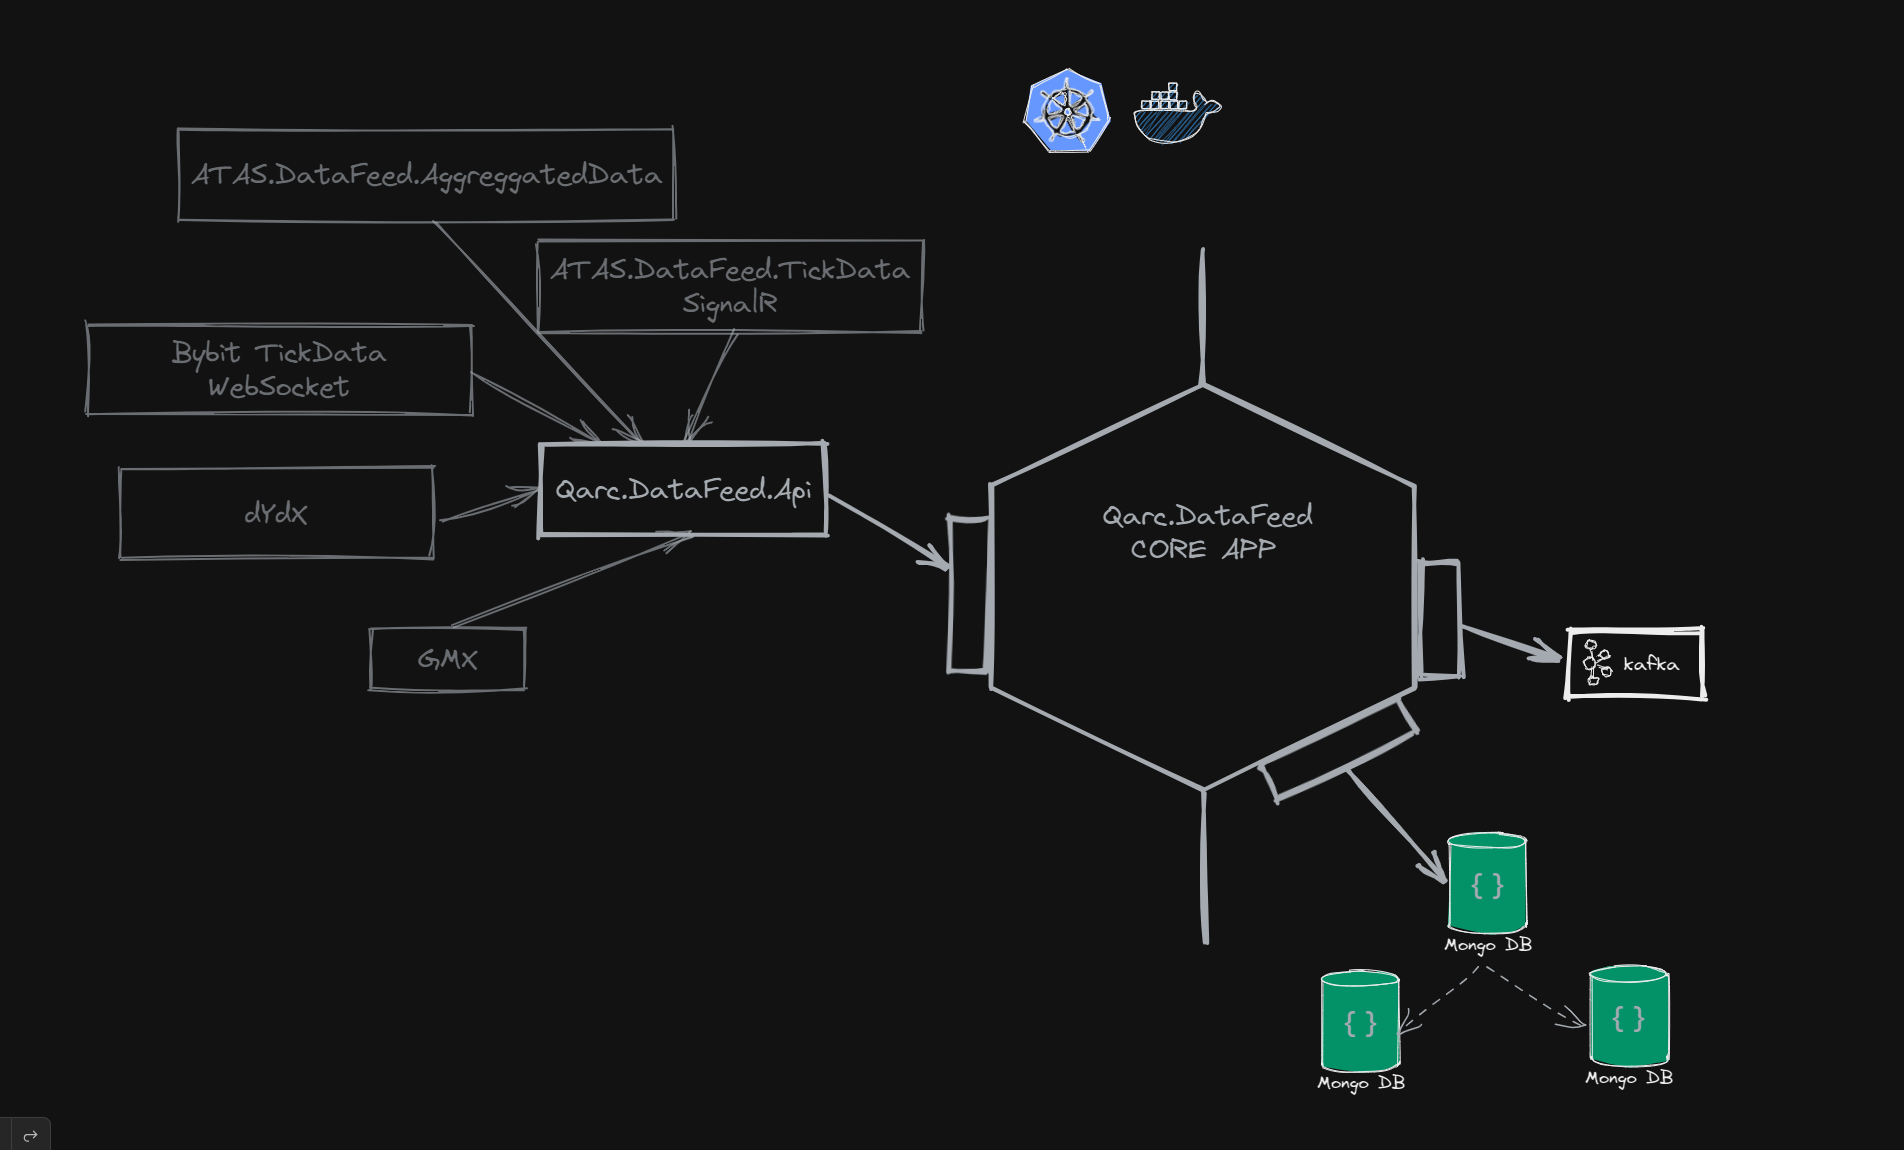 ATAS.DataFeed.AggreggatedData
ATAS.DataFeed.TickData
SignalR
Bybit TickData
WebSocket
dYdX
Qarc.DataFeed.Api
GMX
Qarc.DataFeed
CORE APP
kafka
{ }
Mongo DB
{ }
Mongo DB
{ }
Mongo DB